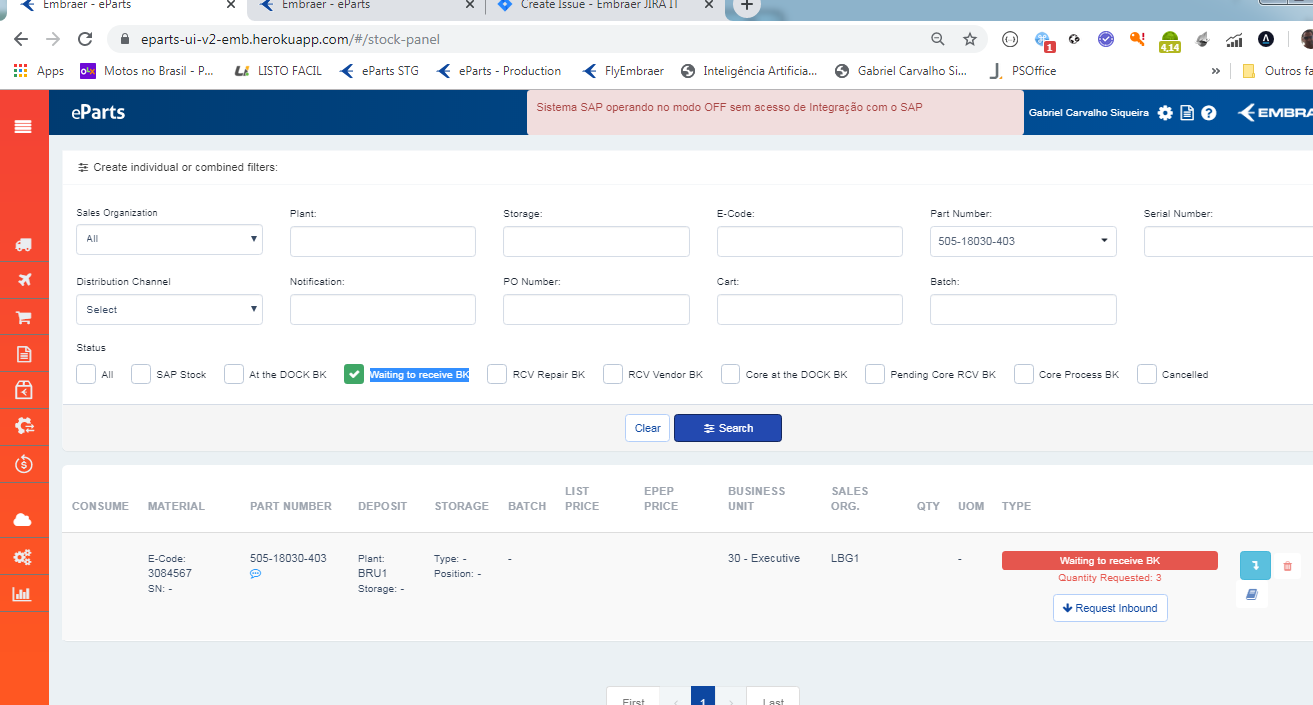 Embraer - eParts
Embraer - eParts
Create Issue - Embraer JIRA IT
eparts-ui-v2-emb.herokuapp.com/#/stock-panel
1
4,14
Apps
olx
Motos no Brasil - P...
LISTO FACIL
eParts STG
eParts - Production
FlyEmbraer
Inteligência Artificia...
Gabriel Carvalho Si...
PSOffice
»
Outros fa
eParts
Sistema SAP operando no modo OFF sem acesso de Integração com o SAP
Gabriel Carvalho Siqueira
EMBRA
Create individual or combined filters:
Sales Organization
Plant:
Storage:
E-Code:
Part Number:
Serial Number:
All
505-18030-403
Distribution Channel
Notification:
PO Number:
Cart:
Batch:
Select
Status
All
SAP Stock
At the DOCK BK
Waiting to receive BK
RCV Repair BK
RCV Vendor BK
Core at the DOCK BK
Pending Core RCV BK
Core Process BK
Cancelled
Clear
Search
CONSUME
MATERIAL
PART NUMBER
DEPOSIT
STORAGE
BATCH
LIST
PRICE
EPEP
PRICE
BUSINESS
UNIT
SALES
ORG.
QTY
UOM
TYPE
E-Code:
3084567
SN: -
505-18030-403
Plant:
BRU1
Storage: -
Type: -
Position: -
-
30 - Executive
LBG1
-
Waiting to receive BK
Quantity Requested: 3
Request Inbound
First
‹
1
›
Last